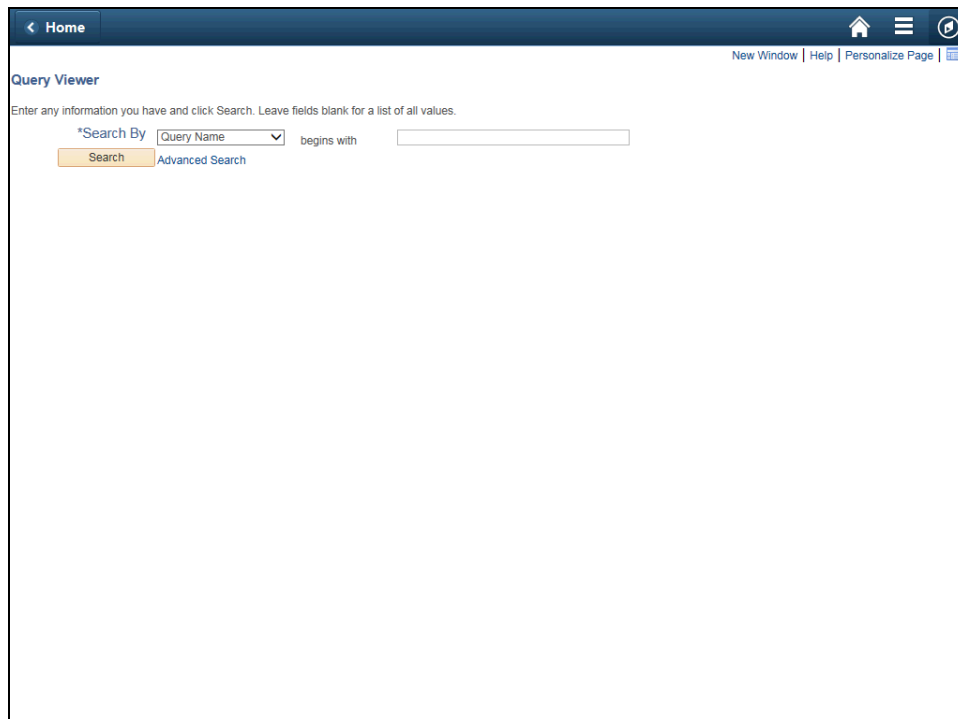 Home
New Window | Help | Personalize Page |
Query Viewer
Enter any information you have and click Search. Leave fields blank for a list of all values.
*Search By Query Name begins with
Search Advanced Search